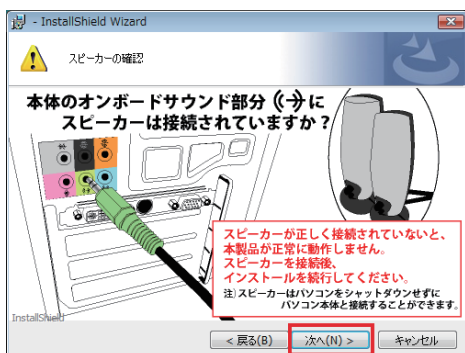 - InstallShield Wizard
スピーカーの確認
本体のオンボードサウンド部分 に
スピーカーは接続されていますか？
スピーカーが正しく接続されていないと、
本製品が正常に動作しません。
スピーカーを接続後、
インストールを続行してください。
注）スピーカーはパソコンをシャットダウンせずに
パソコン本体と接続することができます。
InstallShield
< 戻る(B)
次へ(N) >
キャンセル